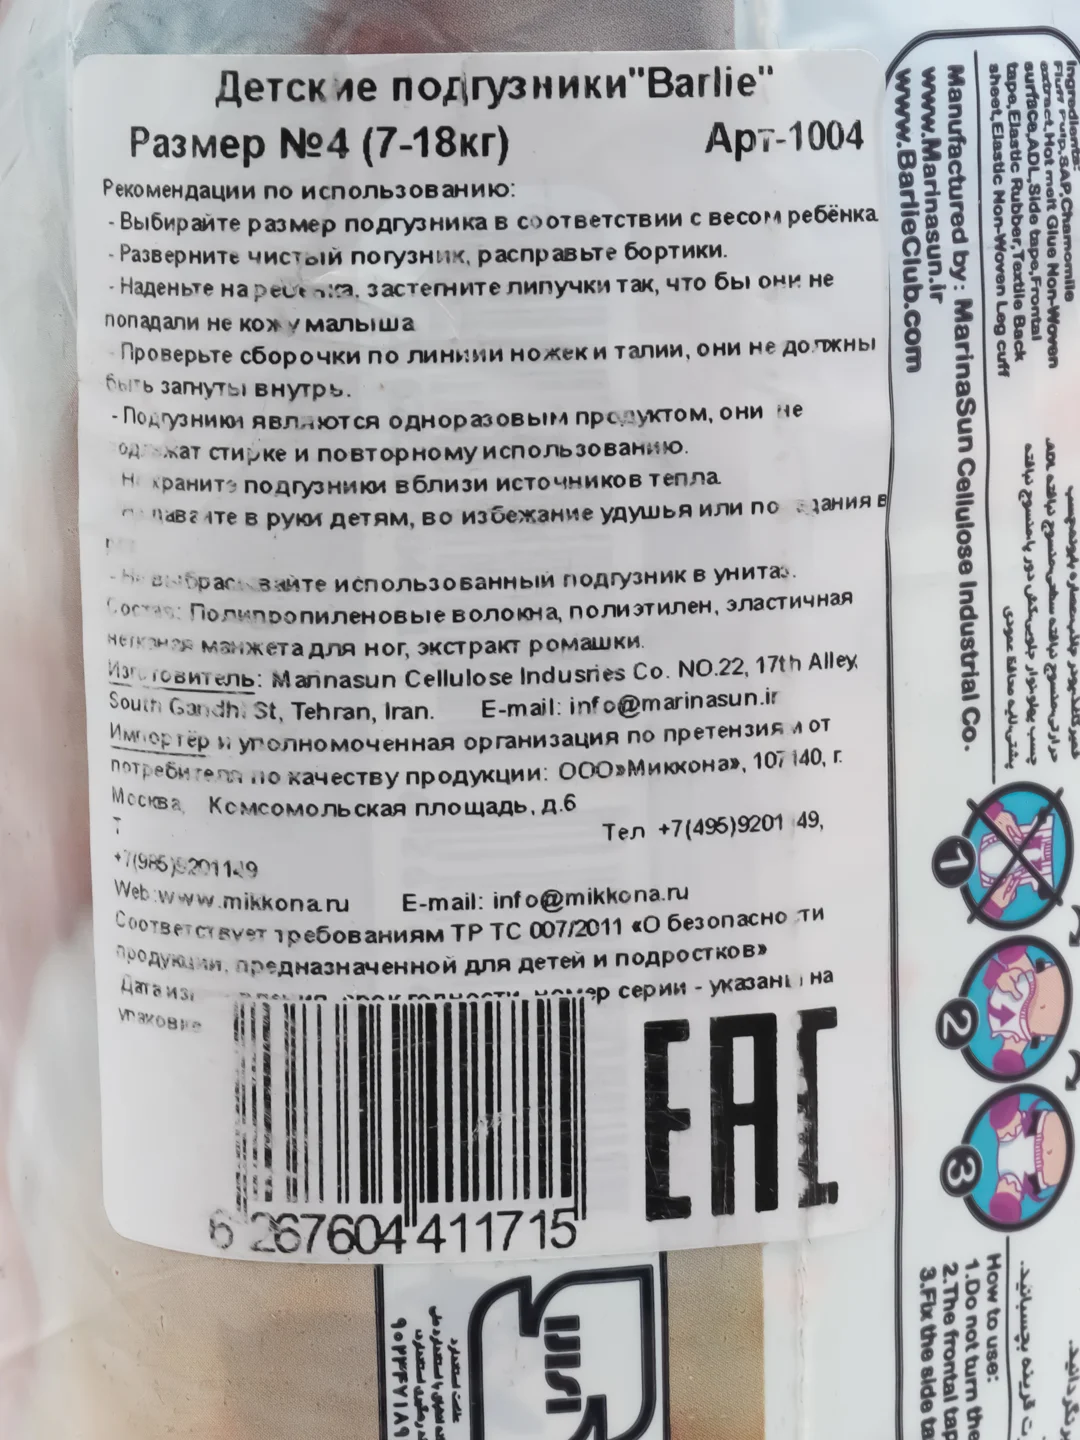 Детские подгузники"Barlie"
Размер №4 (7-18кг) Арт-1004
Рекомендации по использованию:
- Выбирайте размер подгузника в соответствии с весом ребёнка
- Разверните чистый погузник, расправьте бортики.
- Наденьте на застегните липучки так, что бы они не
попадали не кожу малыша
Проверьте сборочки по линиии ножек и талии, они не должны
быть загнуты внутрь.
- Подгузники являются одноразовым продуктом, они не
стирке и повторному использованию.
подгузники вблизи источников тепла
в руки детям, во избежание удушья или в
- Не выбрасывайте использованный подгузник в унитаз.
Состав: Полипропиленовые волокна, полиэтилен, эластичная
манжета для ног, экстракт ромашки.
Изготовитель: Marinasun Cellulose Indusries Co. NO.22, 17th Alley,
South Gandhi St, Tehran, Iran. E-mail: info@marinasun.ir
Импортёр и уполномоченная организация по претензиям от
потребителя по качеству продукции: ООО»Миккона», 107140, г.
Москва, Комсомольская площадь, д.6
Тел +7(495)9201 49,
+7(985)9201149
Web:www.mikkona.ru E-mail: info@mikkona.ru
Соответствует требованиям ТР ТС 007/2011 «О безопасности
продукции, предназначенной для детей и подростков»
Дата серии - указаны на
упаковке
6 267604 411715
EAC
Ingredients:
Fluff Pulp,SAP,Chamomile
extract,Hot melt Glue Non-Woven
surface,ADL,Side tape,Frontal
tape,Elastic Rubber,Textile Back
sheet,Elastic Non-Woven Leg cuff
Manufactured by: MarinaSun Cellulose Industrial Co.
www.Marinasun.ir
www.BarlieClub.com
1
2
3
How to use:
1.Do not turn the
2.The frontal tap
3.Fix the side ta